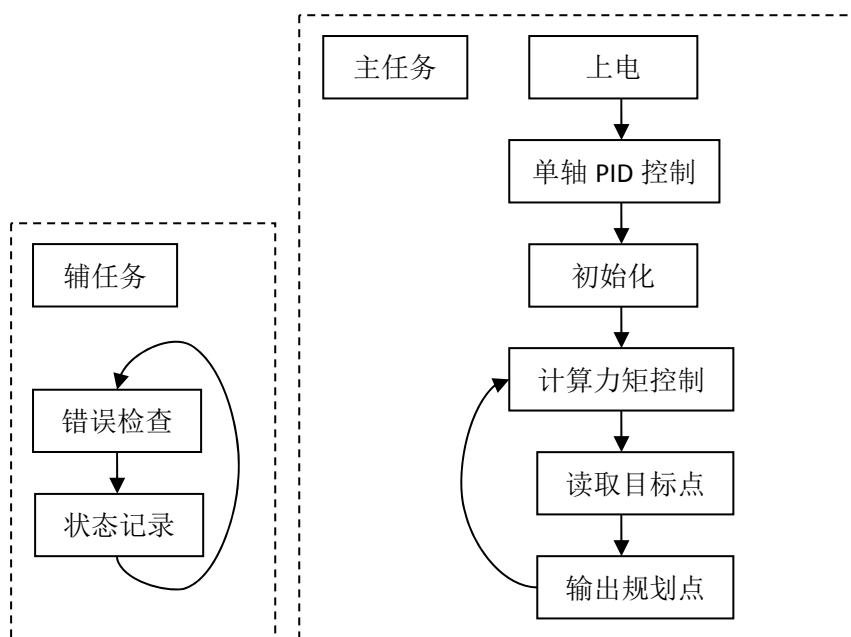 主任务
上电
单轴 PID 控制
初始化
计算力矩控制
读取目标点
输出规划点
辅任务
错误检查
状态记录